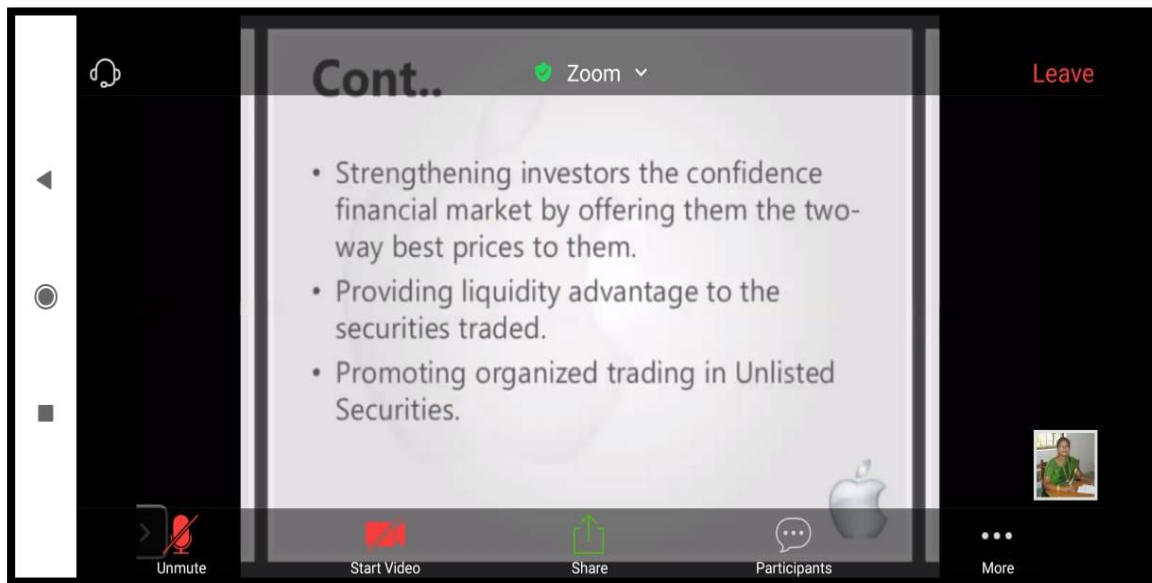 Cont..
Zoom
Leave
• Strengthening investors the confidence
financial market by offering them the two-
way best prices to them.
• Providing liquidity advantage to the
securities traded.
• Promoting organized trading in Unlisted
Securities.
Unmute
Start Video
Share
Participants
More